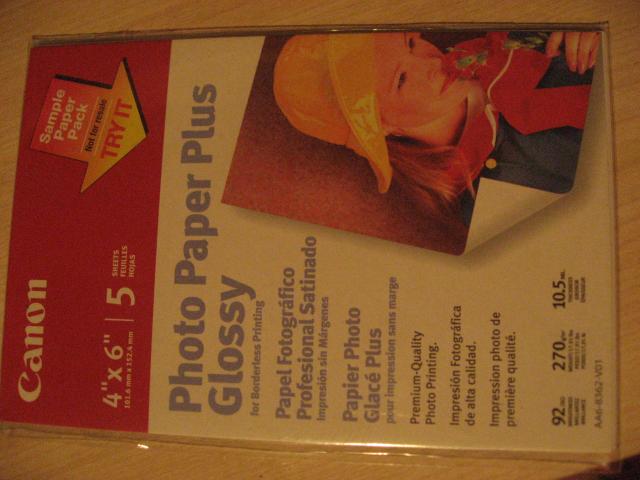 Canon
Sample
Paper
Pack
Not for resale
TRY IT
4" x 6"
101.6 mm x 152.4 mm
5
SHEETS
FEUILLES
HOJAS
Photo Paper Plus
Glossy
for Borderless Printing
Papel Fotográfico
Profesional Satinado
Impresión sin Márgenes
Papier Photo
Glacé Plus
pour impression sans marge
Premium-Quality
Photo Printing.
Impresión Fotográfica
de alta calidad.
Impression photo de
première qualité.
92
270
10.5 MIL
AA6-8362 V01